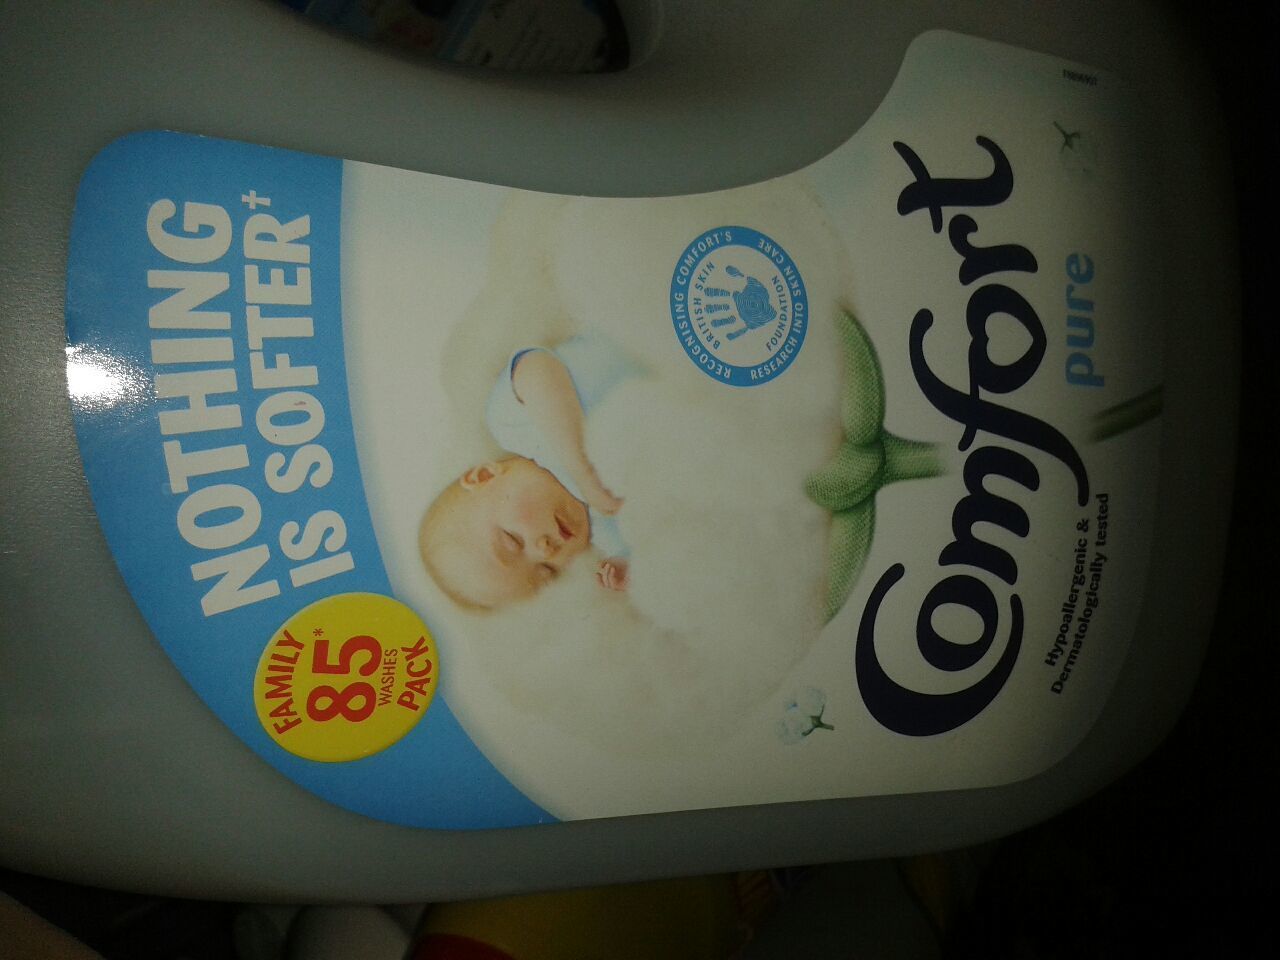 NOTHING
IS SOFTER†
FAMILY
85*
WASHES
PACK
RECOGNISING COMFORT'S
RESEARCH INTO SKIN CARE
BRITISH SKIN
FOUNDATION
Comfort
pure
Hypoallergenic &
Dermatologically tested